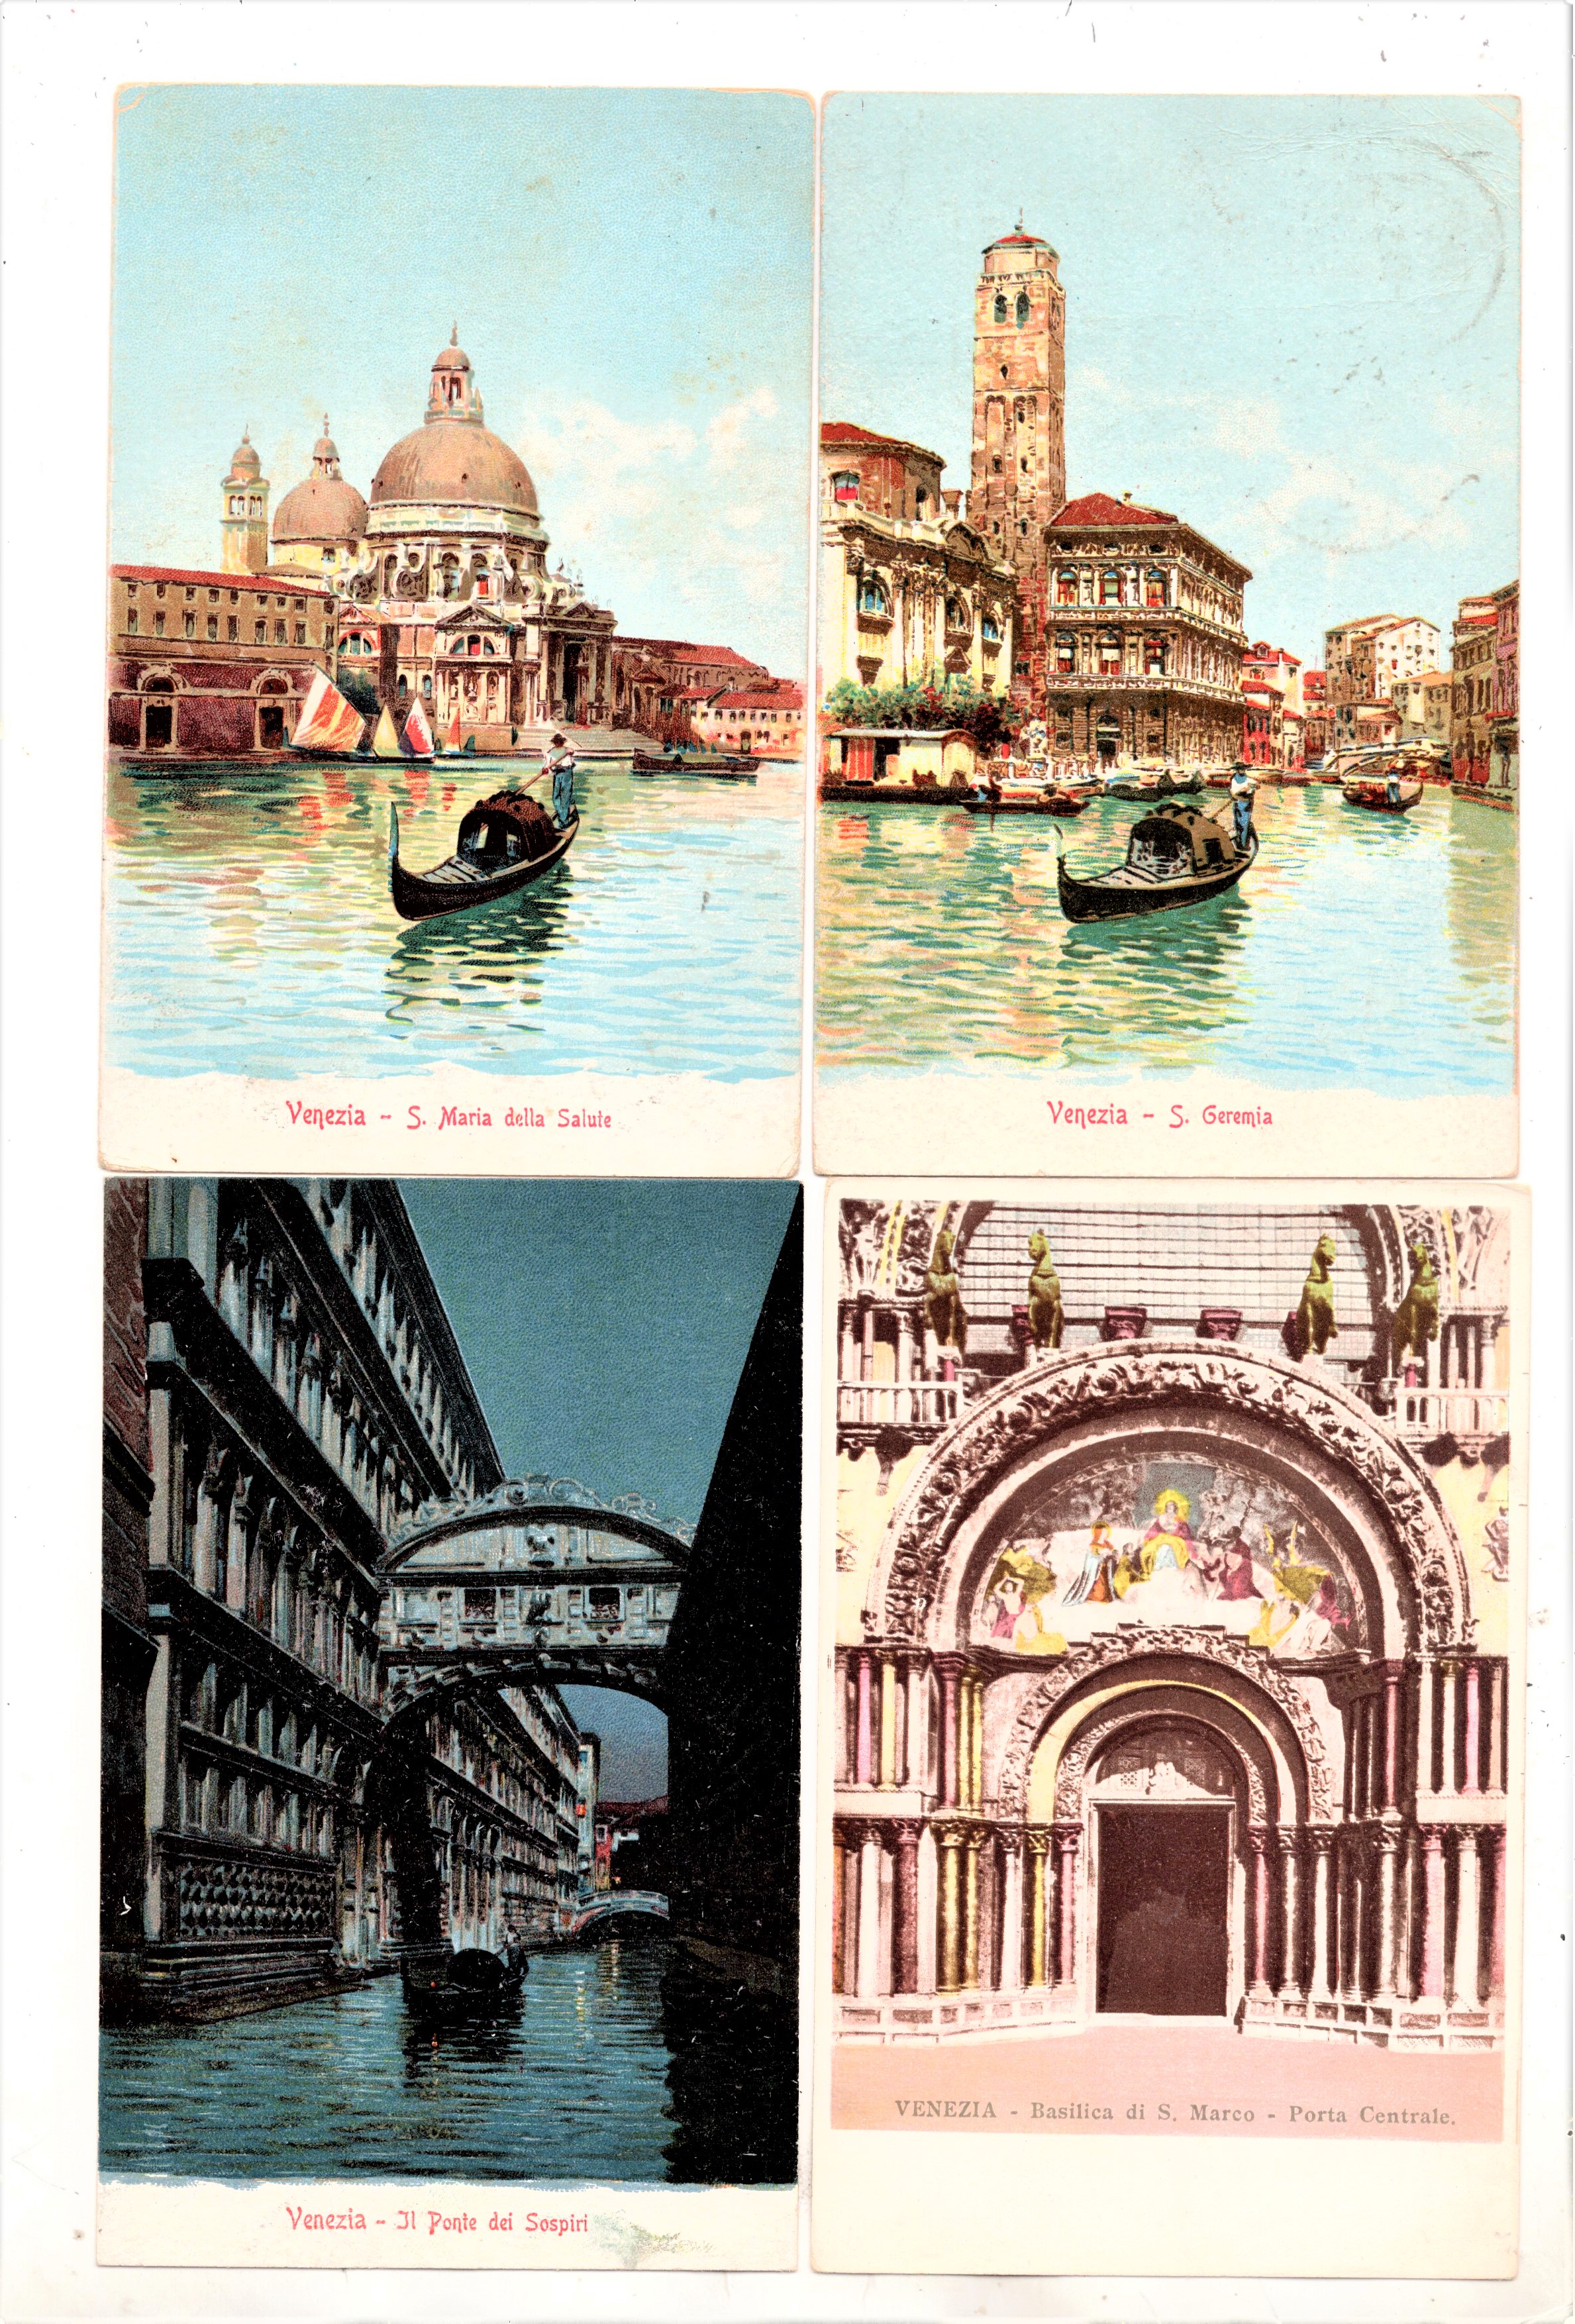 Venezia - S. Maria della Salute
Venezia - S. Geremia
Venezia - Il Ponte dei Sospiri
VENEZIA - Basilica di S. Marco - Porta Centrale.